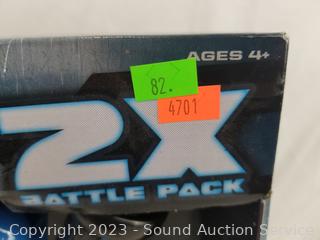 AGES 4+
82.
4701
2X
BATTLE PACK
Copyright 2023 - Sound Auction Service